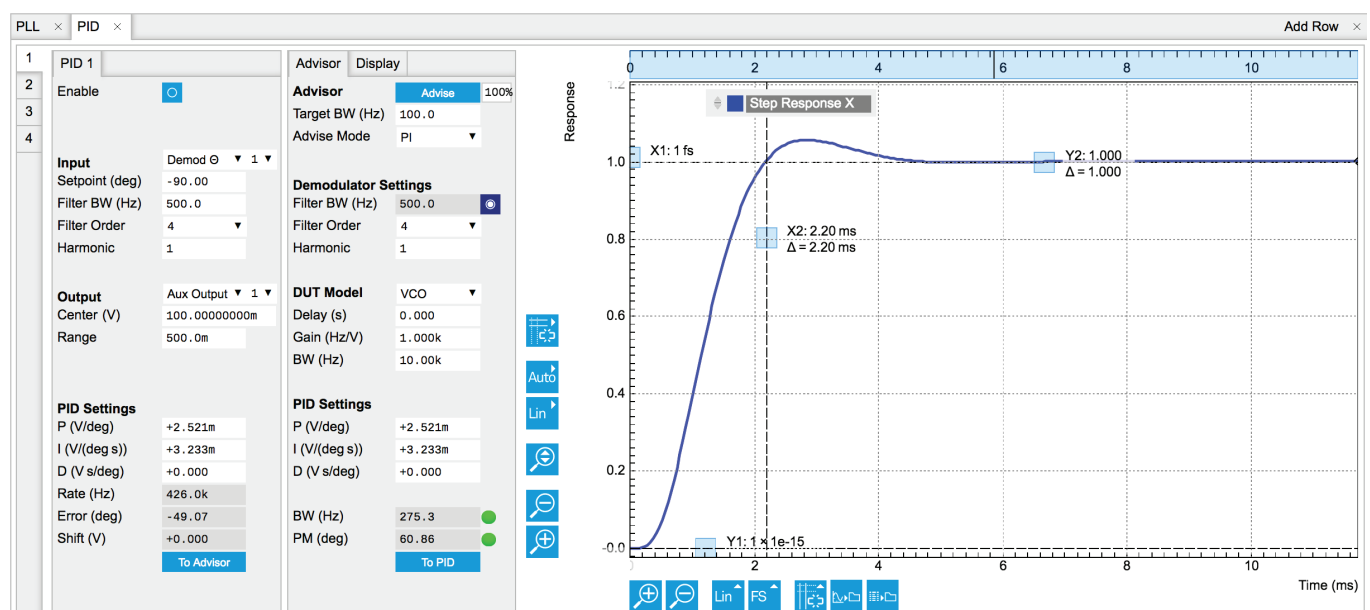 PLL × PID × Add Row ×
1
2
3
4
PID 1
Enable
Input Demod Θ ▼ 1 ▼
Setpoint (deg) -90.00
Filter BW (Hz) 500.0
Filter Order 4 ▼
Harmonic 1
Output Aux Output ▼ 1 ▼
Center (V) 100.00000000m
Range 500.0m
PID Settings
P (V/deg) +2.521m
I (V/(deg s)) +3.233m
D (V s/deg) +0.000
Rate (Hz) 426.0k
Error (deg) -49.07
Shift (V) +0.000
To Advisor
Advisor Display
Advisor Advise 100%
Target BW (Hz) 100.0
Advise Mode PI ▼
Demodulator Settings
Filter BW (Hz) 500.0
Filter Order 4 ▼
Harmonic 1
DUT Model VCO ▼
Delay (s) 0.000
Gain (Hz/V) 1.000k
BW (Hz) 10.00k
PID Settings
P (V/deg) +2.521m
I (V/(deg s)) +3.233m
D (V s/deg) +0.000
BW (Hz) 275.3
PM (deg) 60.86
To PID
Auto
Lin
0 2 4 6 8 10
Response
1.2
1.0
0.8
0.6
0.4
0.2
-0.0
Step Response X
X1: 1 fs
Y2: 1.000
Δ = 1.000
X2: 2.20 ms
Δ = 2.20 ms
Y1: 1 × 1e-15
0 2 4 6 8 10
Time (ms)
Lin FS